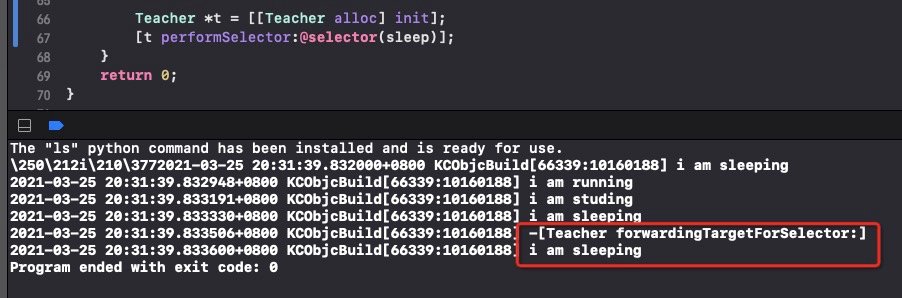 66 Teacher *t = [[Teacher alloc] init];
67 [t performSelector:@selector(sleep)];
68 }
69 return 0;
70 }
The "ls" python command has been installed and is ready for use.
\250\212i\210\3772021-03-25 20:31:39.832000+0800 KCObjcBuild[66339:10160188] i am sleeping
2021-03-25 20:31:39.832948+0800 KCObjcBuild[66339:10160188] i am running
2021-03-25 20:31:39.833191+0800 KCObjcBuild[66339:10160188] i am studing
2021-03-25 20:31:39.833330+0800 KCObjcBuild[66339:10160188] i am sleeping
2021-03-25 20:31:39.833506+0800 KCObjcBuild[66339:10160188] -[Teacher forwardingTargetForSelector:]
2021-03-25 20:31:39.833600+0800 KCObjcBuild[66339:10160188] i am sleeping
Program ended with exit code: 0